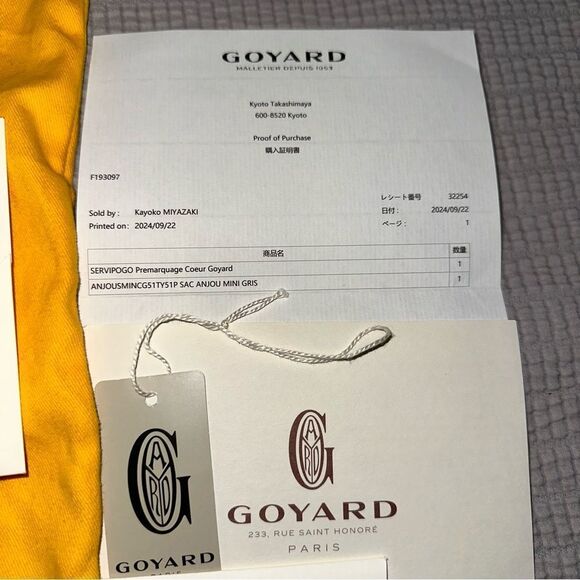 GOYARD
MALLETIER DEPUIS 1853
Kyoto Takashimaya
600-8520 Kyoto
Proof of Purchase
購入証明書
F193097
レシート番号 32254
Sold by : Kayoko MIYAZAKI 日付 : 2024/09/22
Printed on: 2024/09/22 ページ : 1
商品名 数量
SERVIPOGO Premarquage Coeur Goyard 1
ANJOUSMINCG51TY51P SAC ANJOU MINI GRIS 1
GOYARD
GOYARD
233, RUE SAINT HONORÉ
PARIS
GOYARD
PARIS